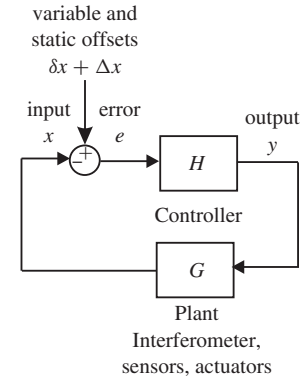 variable and
static offsets
δx + Δx
input error
x e
output
y
+
-
H
Controller
G
Plant
Interferometer,
sensors, actuators